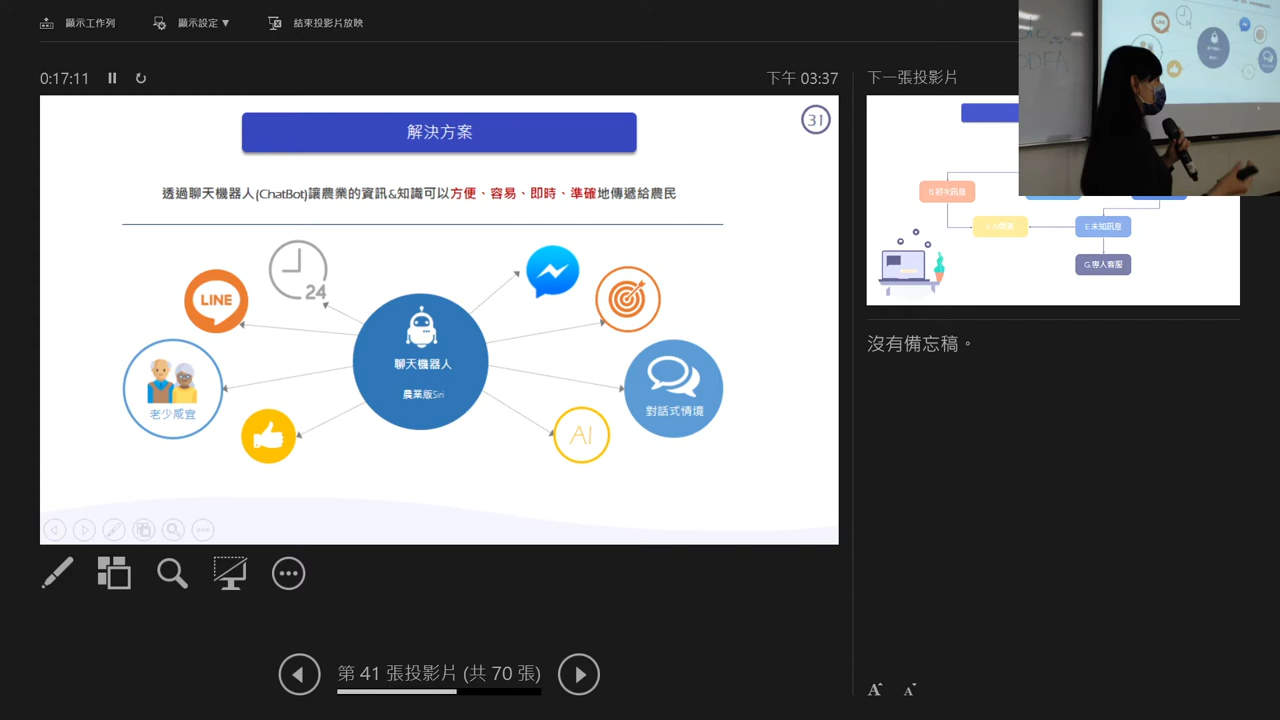 顯示工作列
顯示設定 ▼
結束投影片放映
0:17:11
下午 03:37
下一張投影片
解決方案
31
透過聊天機器人(ChatBot)讓農業的資訊&知識可以方便、容易、即時、準確地傳遞給農民
24
LINE
聊天機器人
農業版Siri
老少咸宜
對話式情境
AI
B.初次訊息
E.未知訊息
G.專人客服
沒有備忘稿。
第 41 張投影片 (共 70 張)
A A